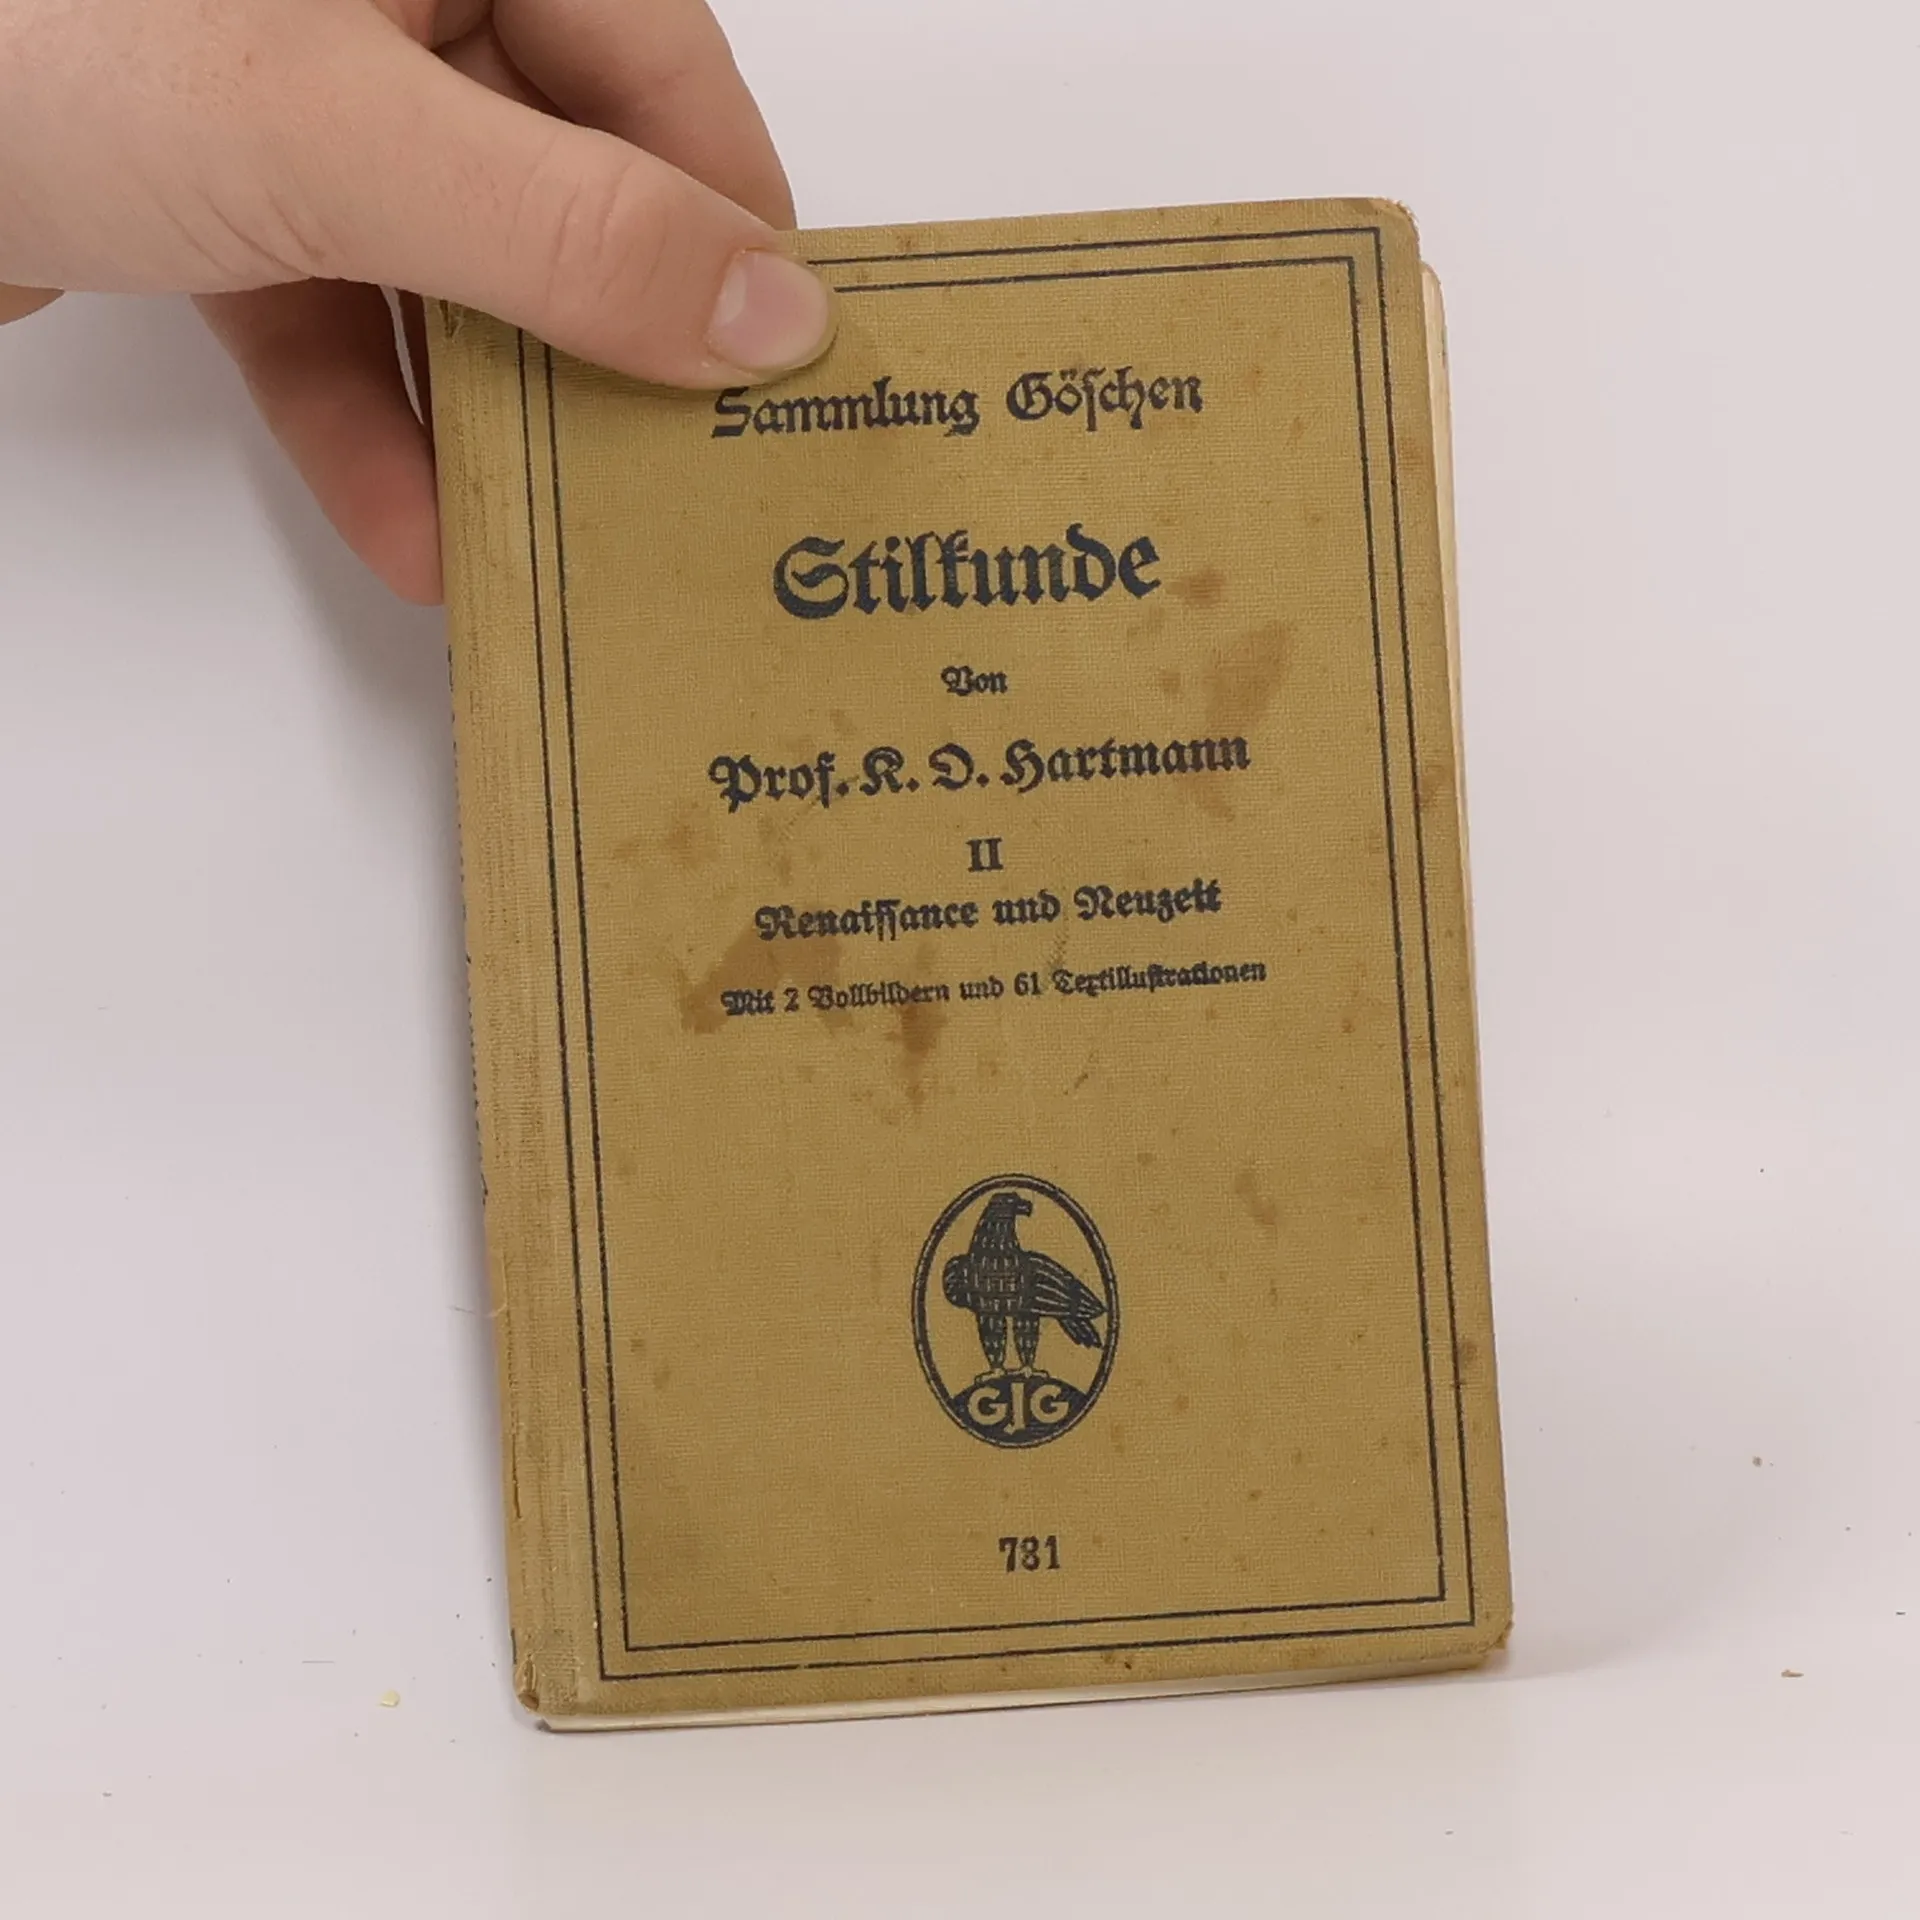 Sammlung Göschen
Stilkunde
Von
Prof. K. O. Hartmann
II
Renaissance und Neuzeit
Mit 2 Vollbildern und 61 Textillustrationen
GJG
781